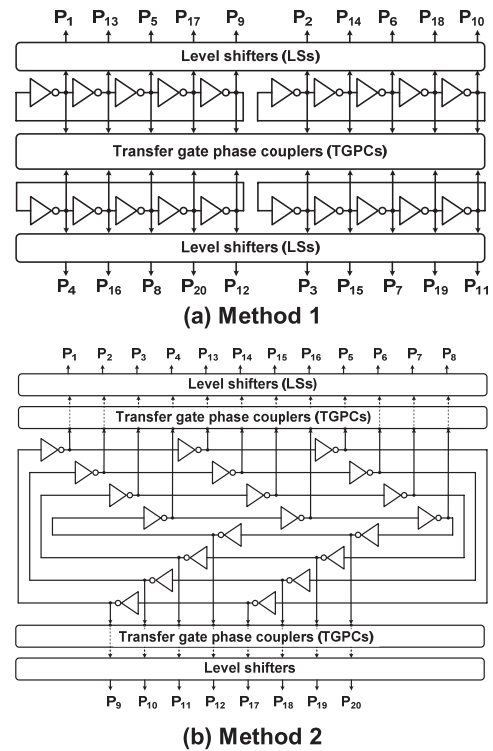 P1 P13 P5 P17 P9 P2 P14 P6 P18 P10
Level shifters (LSs)
Transfer gate phase couplers (TGPCs)
Level shifters (LSs)
P4 P16 P8 P20 P12 P3 P15 P7 P19 P11
(a) Method 1
P1 P2 P3 P4 P13 P14 P15 P16 P5 P6 P7 P8
Level shifters (LSs)
Transfer gate phase couplers (TGPCs)
Transfer gate phase couplers (TGPCs)
Level shifters
P9 P10 P11 P12 P17 P18 P19 P20
(b) Method 2